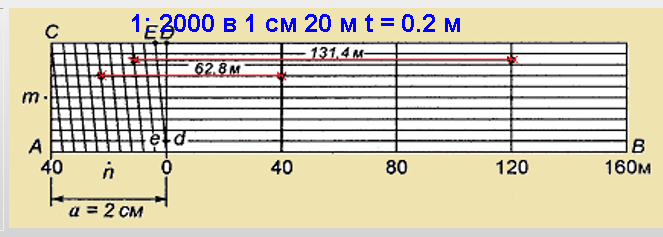 1: 2000 в 1 см 20 м t = 0.2 м
C E D
131,4 м
62,8 м
m
A e d B
40 n 0 40 80 120 160м
a = 2 см